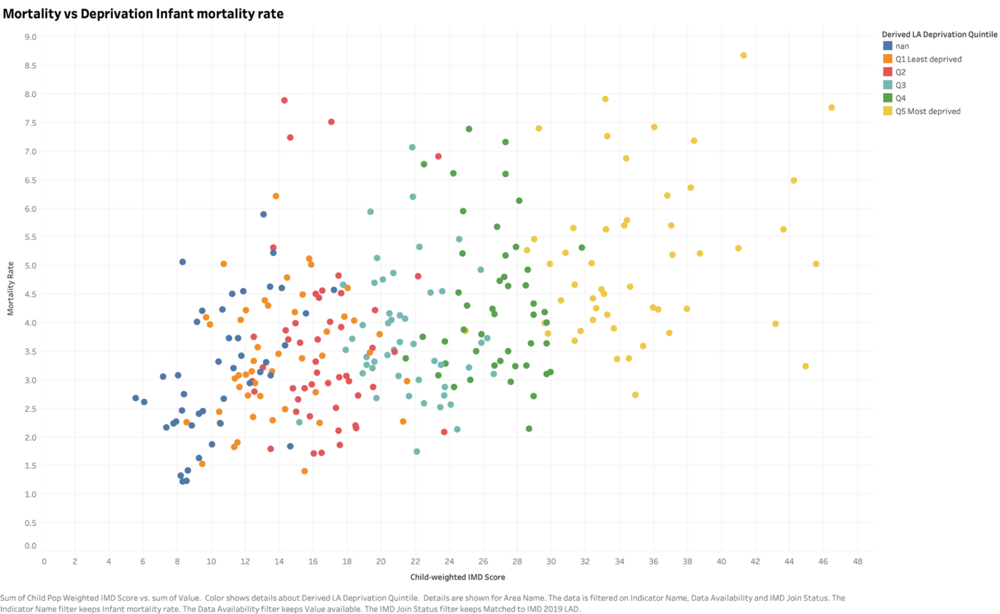 Mortality vs Deprivation Infant mortality rate
Derived LA Deprivation Quintile
nan
Q1 Least deprived
Q2
Q3
Q4
Q5 Most deprived
Mortality Rate
9.0
8.5
8.0
7.5
7.0
6.5
6.0
5.5
5.0
4.5
4.0
3.5
3.0
2.5
2.0
1.5
1.0
0.5
0.0
0 2 4 6 8 10 12 14 16 18 20 22 24 26 28 30 32 34 36 38 40 42 44 46 48
Child-weighted IMD Score
Sum of Child Pop Weighted IMD Score vs. sum of Value.  Color shows details about Derived LA Deprivation Quintile.  Details are shown for Area Name. The data is filtered on Indicator Name, Data Availability and IMD Join Status. The
Indicator Name filter keeps Infant mortality rate. The Data Availability filter keeps Value available. The IMD Join Status filter keeps Matched to IMD 2019 LAD.